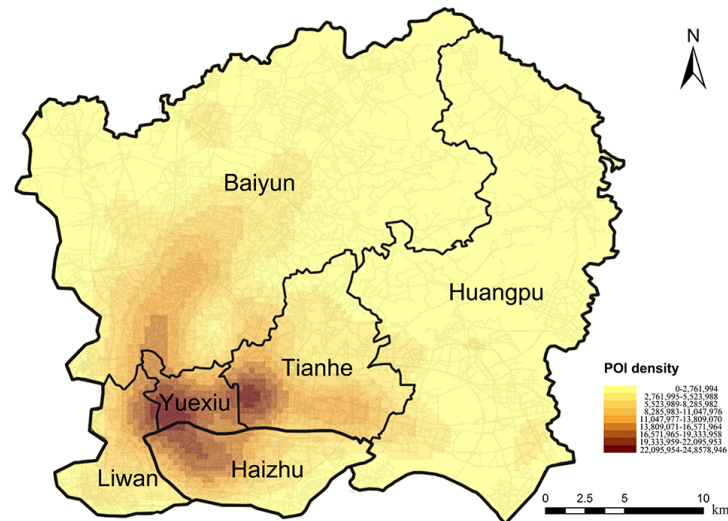 N
Baiyun
Huangpu
Tianhe
Yuexiu
Liwan
Haizhu
POI density
0-2,761,994
2,761,995-5,523,988
5,523,989-8,285,982
8,285,983-11,047,976
11,047,977-13,809,070
13,809,071-16,571,964
16,571,965-19,333,958
19,333,959-22,095,953
22,095,954-24,8578,946
0 2.5 5 10
km